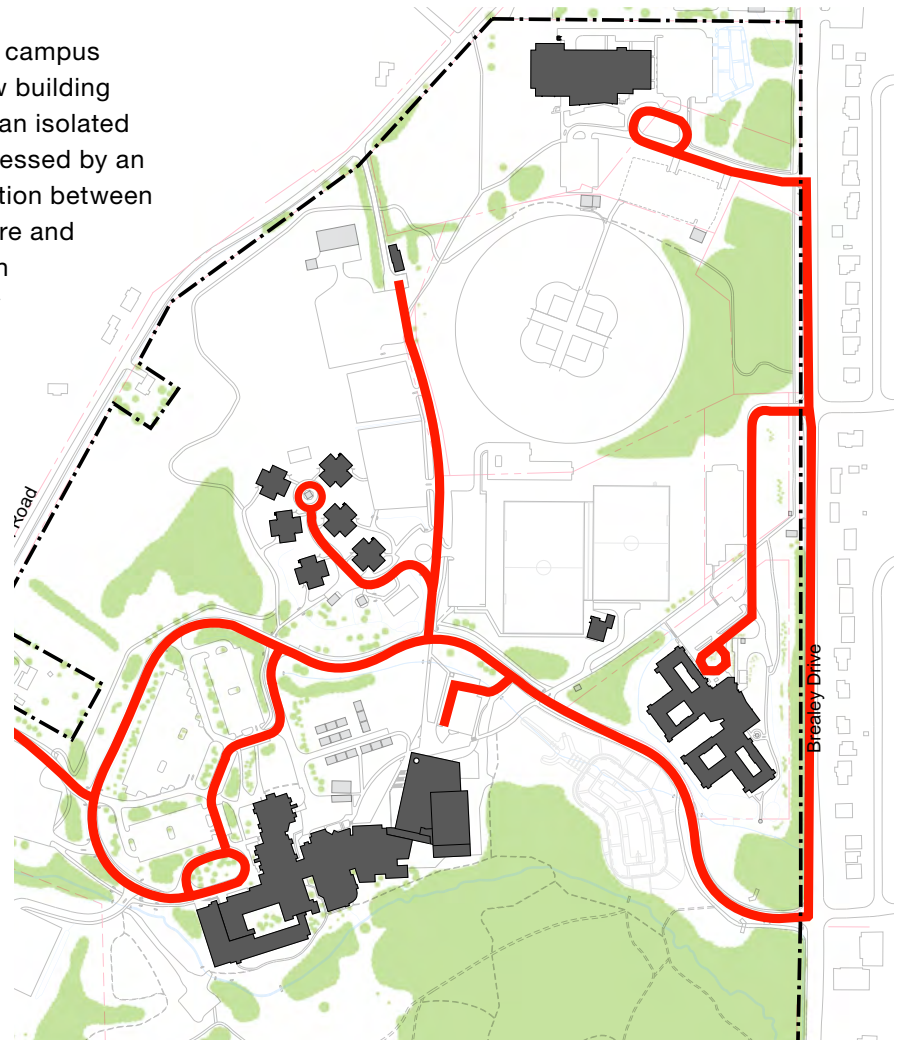 campus
building
an isolated
essed by an
tion between
re and
Road
Brealey Drive